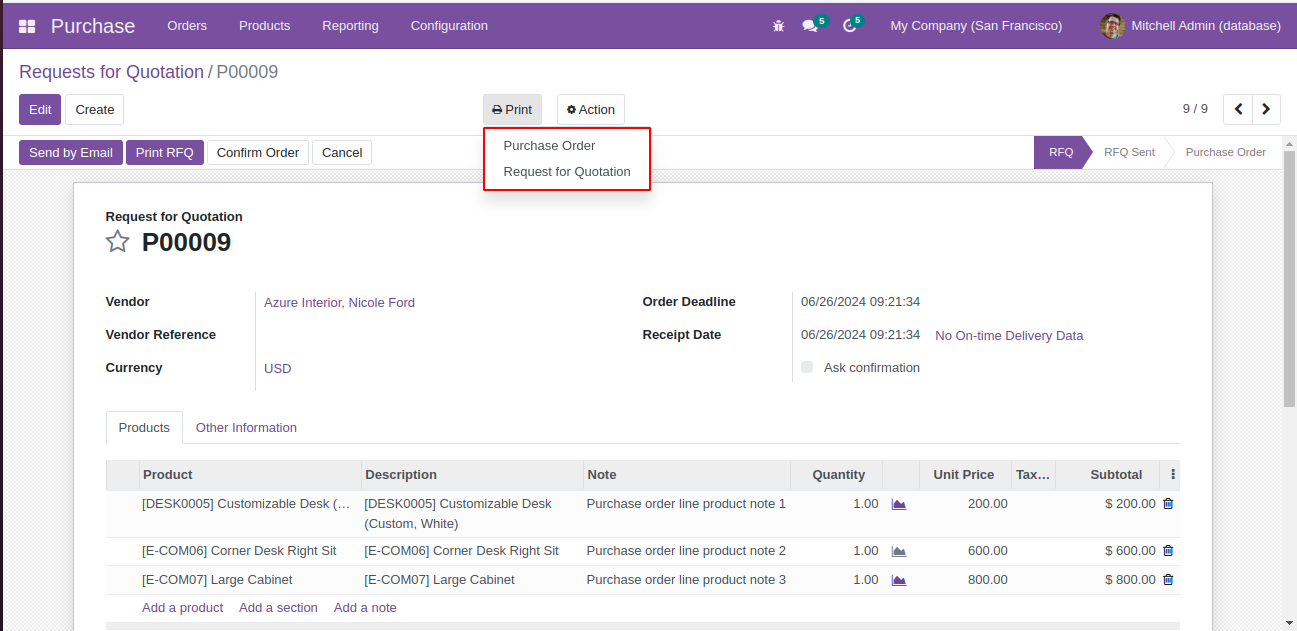 Purchase Orders Products Reporting Configuration 5 5 My Company (San Francisco) Mitchell Admin (database)
Requests for Quotation / P00009
Edit Create Print Action 9 / 9
Purchase Order
Request for Quotation
Send by Email Print RFQ Confirm Order Cancel RFQ RFQ Sent Purchase Order
Request for Quotation
P00009
Vendor Azure Interior, Nicole Ford Order Deadline 06/26/2024 09:21:34
Vendor Reference Receipt Date 06/26/2024 09:21:34 No On-time Delivery Data
Currency USD Ask confirmation
Products Other Information
Product Description Note Quantity Unit Price Tax... Subtotal
[DESK0005] Customizable Desk (... [DESK0005] Customizable Desk Purchase order line product note 1 1.00 200.00 $ 200.00
(Custom, White)
[E-COM06] Corner Desk Right Sit [E-COM06] Corner Desk Right Sit Purchase order line product note 2 1.00 600.00 $ 600.00
[E-COM07] Large Cabinet [E-COM07] Large Cabinet Purchase order line product note 3 1.00 800.00 $ 800.00
Add a product Add a section Add a note